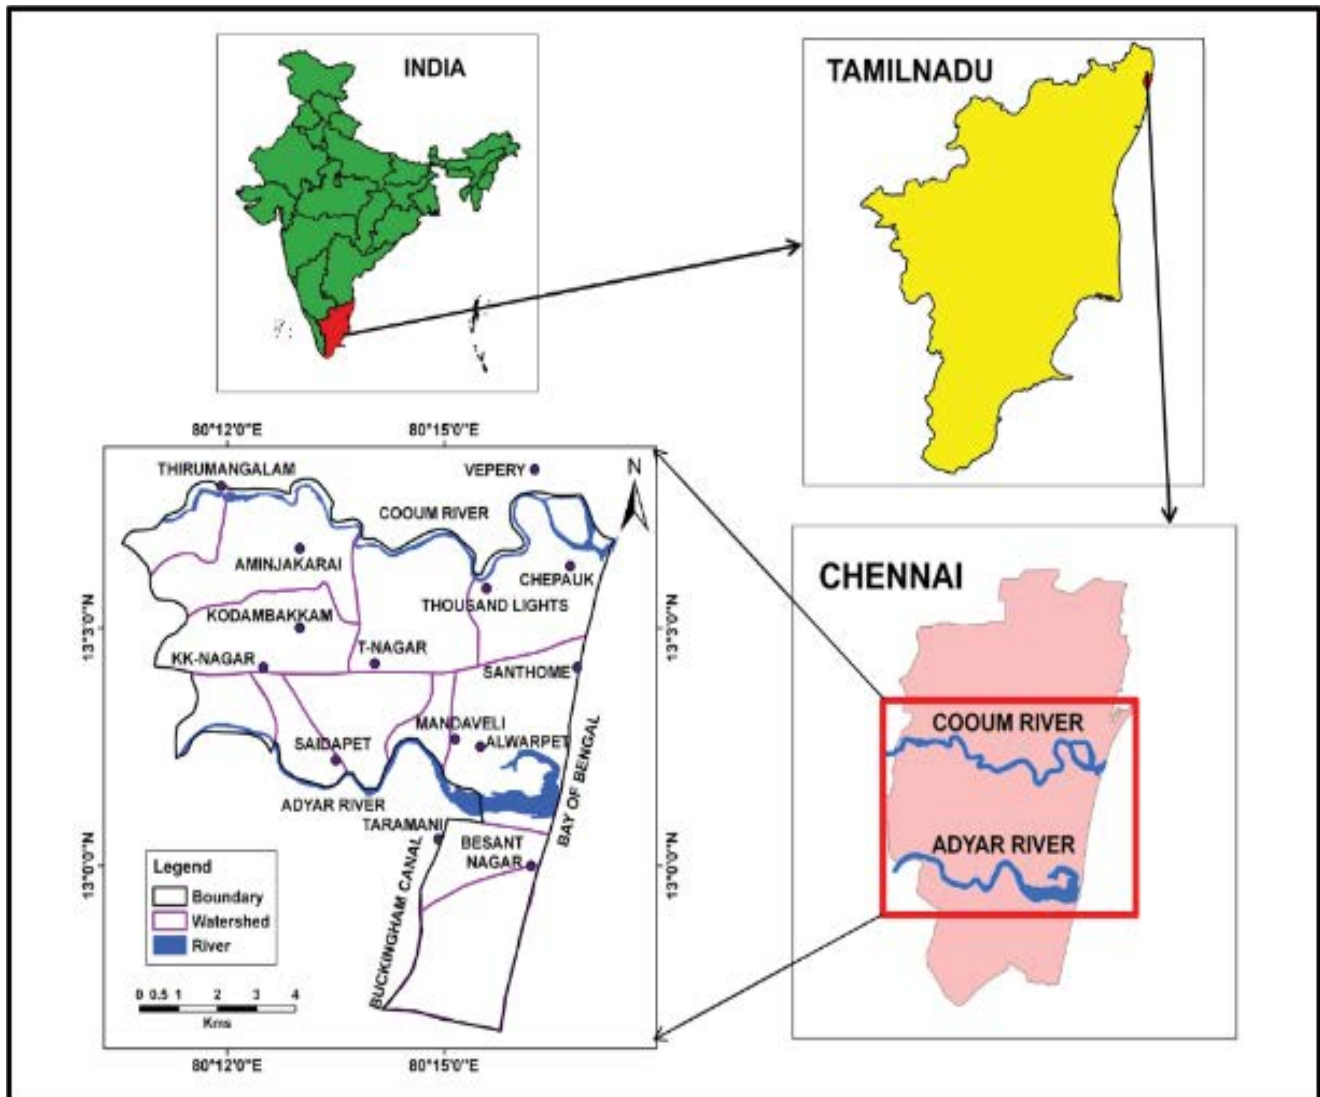 INDIA
TAMILNADU
80°12'0"E
80°15'0"E
THIRUMANGALAM
VEPERY
N
COOUM RIVER
AMINJAKARAI
CHEPAUK
THOUSAND LIGHTS
KODAMBAKKAM
13°3'0"N
13°3'0"N
T-NAGAR
KK-NAGAR
SANTHOME
MANDAVELI
SAIDAPET
ALWARPET
BAY OF BENGAL
ADYAR RIVER
TARAMANI
BESANT
NAGAR
13°0'0"N
13°0'0"N
BUCKINGHAM CANAL
Legend
Boundary
Watershed
River
0 0.5 1 2 3 4
Kms
80°12'0"E
80°15'0"E
CHENNAI
COOUM RIVER
ADYAR RIVER